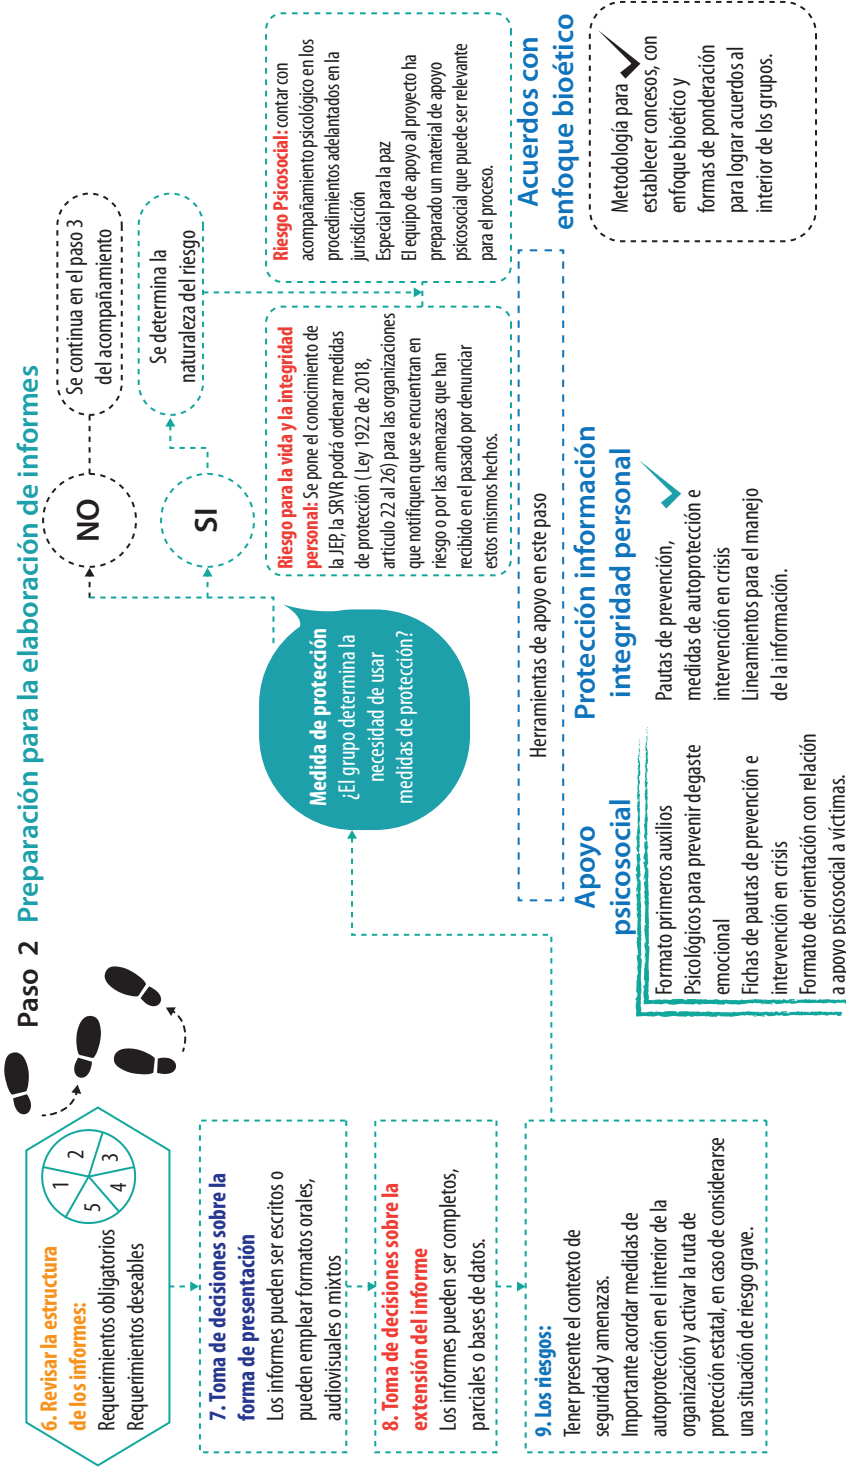 Paso 2 Preparación para la elaboración de informes
6. Revisar la estructura
de los informes:
Requerimientos obligatorios
Requerimientos deseables
1
2
3
4
5
7. Toma de decisiones sobre la
forma de presentación
Los informes pueden ser escritos o
pueden emplear formatos orales,
audiovisuales o mixtos
8. Toma de decisiones sobre la
extensión del informe
Los informes pueden ser completos,
parciales o bases de datos.
9. Los riesgos:
Tener presente el contexto de
seguridad y amenazas.
Importante acordar medidas de
autoprotección en el interior de la
organización y activar la ruta de
protección estatal, en caso de considerarse
una situación de riesgo grave.
Medida de protección
¿El grupo determina la
necesidad de usar
medidas de protección?
NO
Se continua en el paso 3
del acompañamiento
SI
Se determina la
naturaleza del riesgo
Riesgo para la vida y la integridad
personal: Se pone el conocimiento de
la JEP, la SRVR podrá ordenar medidas
de protección ( Ley 1922 de 2018,
articulo 22 al 26) para las organizaciones
que notifiquen que se encuentran en
riesgo o por las amenazas que han
recibido en el pasado por denunciar
estos mismos hechos.
Riesgo Psicosocial: contar con
acompañamiento psicológico en los
procedimientos adelantados en la
jurisdicción
Especial para la paz
El equipo de apoyo al proyecto ha
preparado un material de apoyo
psicosocial que puede ser relevante
para el proceso.
Herramientas de apoyo en este paso
Apoyo
psicosocial
Formato primeros auxilios
Psicológicos para prevenir degaste
emocional
Fichas de pautas de prevención e
intervención en crisis
Formato de orientación con relación
a apoyo psicosocial a víctimas.
Protección información
integridad personal
Pautas de prevención,
medidas de autoprotección e
intervención en crisis
Lineamientos para el manejo
de la información.
Acuerdos con
enfoque bioético
Metodología para
establecer concesos, con
enfoque bioético y
formas de ponderación
para lograr acuerdos al
interior de los grupos.